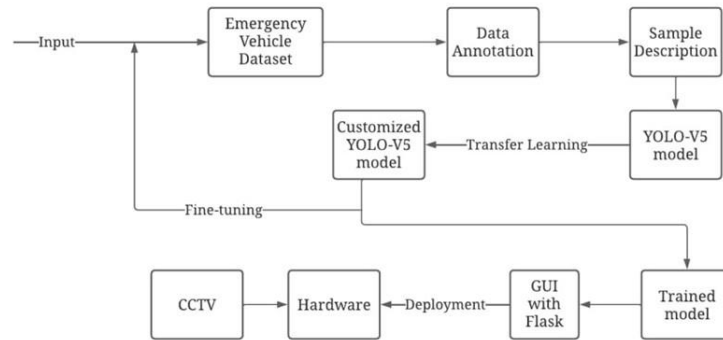 Input
Emergency
Vehicle
Dataset
Data
Annotation
Sample
Description
Customized
YOLO-V5
model
Transfer Learning
YOLO-V5
model
Fine-tuning
CCTV
Hardware
Deployment
GUI
with
Flask
Trained
model